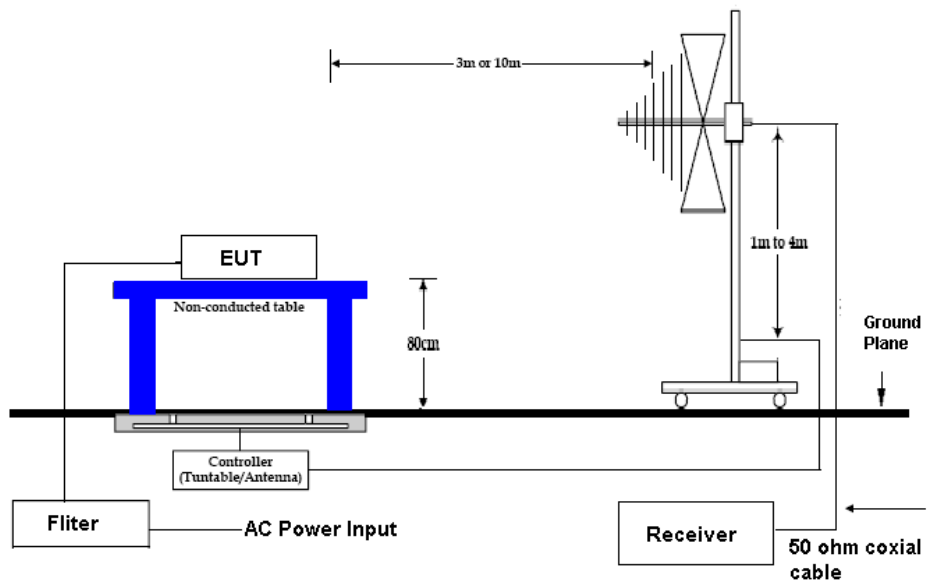 3m or 10m
EUT
Non-conducted table
80cm
1m to 4m
Ground
Plane
Controller
(Tuntable/Antenna)
Fliter
AC Power Input
Receiver
50 ohm coxial
cable